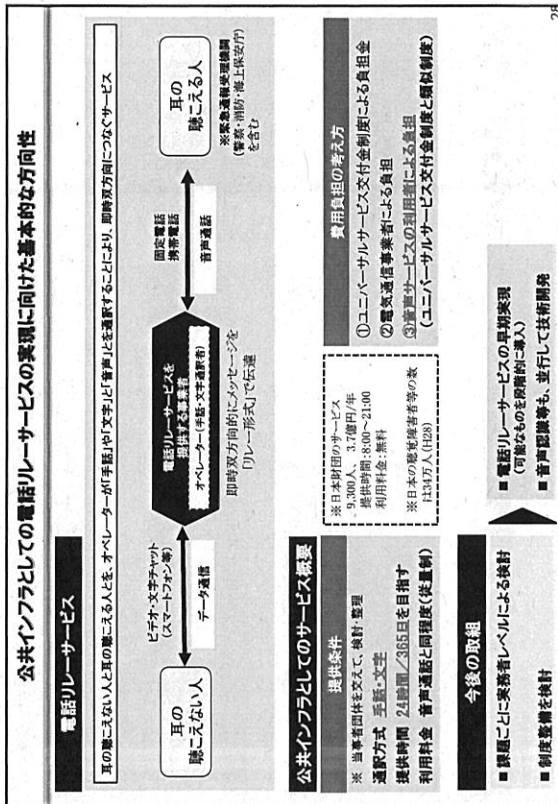 公共インフラとしての電話リレーサービスの実現に向けた基本的な方向性
電話リレーサービス
耳の聴こえない人と耳の聴こえる人とを、オペレーターが「手話」や「文字」と「音声」とを通訳することにより、即時双方向につなぐサービス
耳の
聴こえない人
ビデオ・文字チャット
(スマートフォン等)
データ通信
電話リレーサービスを
提供する事業者
オペレーター(手話・文字通訳者)
即時双方向的にメッセージを
「リレー形式」で伝達
固定電話
携帯電話
音声通話
耳の
聴こえる人
※緊急通報受理機関
(警察・消防・海上保安庁)
を含む
公共インフラとしてのサービス概要
提供条件
※ 当事者団体を交えて、検討・整理
通訳方式 手話・文字
提供時間 24時間/365日を目指す
利用料金 音声通話と同程度(従量制)
※日本財団のサービス
9,300人、3.7億円/年
提供時間:8:00~21:00
利用料金:無料
※日本の聴覚障害者等の数
は34万人(H28)
費用負担の考え方
①ユニバーサルサービス交付金制度による負担金
②電気通信事業者による負担
③音声サービスの利用者による負担
(ユニバーサルサービス交付金制度と類似制度)
今後の取組
■ 課題ごとに実務者レベルによる検討
■ 制度整備を検討
■ 電話リレーサービスの早期実現
(可能なものを段階的に導入)
■ 音声認識等も、並行して技術開発
28